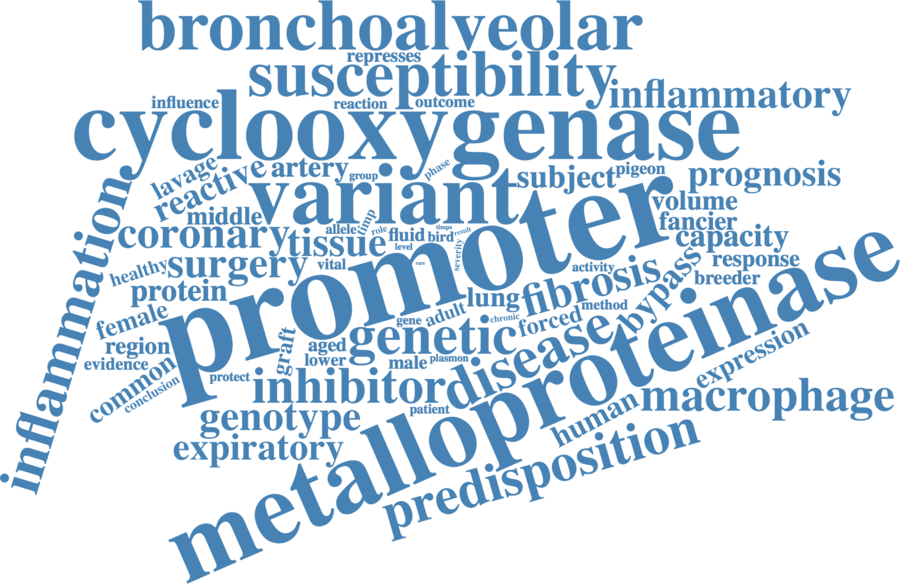 bronchoalveolar
represses
susceptibility
inflammatory
influence
reaction
outcome
cyclooxygenase
lavage
reactive
artery
group
phase
variant
subject
pigeon
prognosis
inflammation
middle
allele
timp
role
timps
result
volume
fancier
coronary
tissue
fluid
bird
level
severity
capacity
promoter
healthy
surgery
vital
rare
activity
fibrosis
bypass
response
breeder
protein
female
lung
method
chronic
gene
adult
forced
region
evidence
common
conclusion
graft
aged
lower
genetic
male
plasmon
disease
metalloproteinase
expression
protect
inhibitor
patient
genotype
human
macrophage
expiratory
predisposition